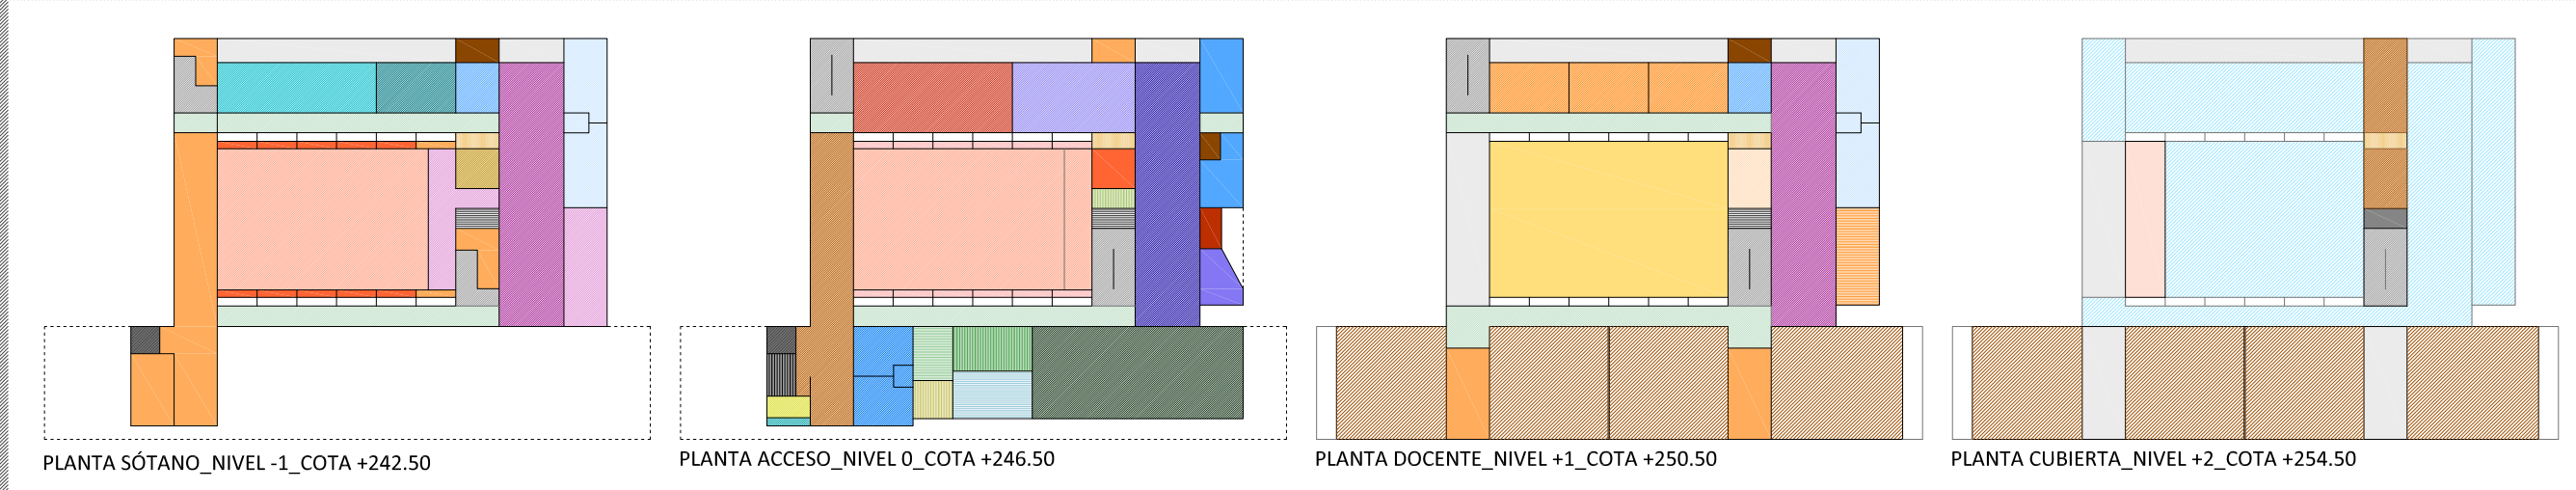 PLANTA SÓTANO_NIVEL -1_COTA +242.50
PLANTA ACCESO_NIVEL 0_COTA +246.50
PLANTA DOCENTE_NIVEL +1_COTA +250.50
PLANTA CUBIERTA_NIVEL +2_COTA +254.50